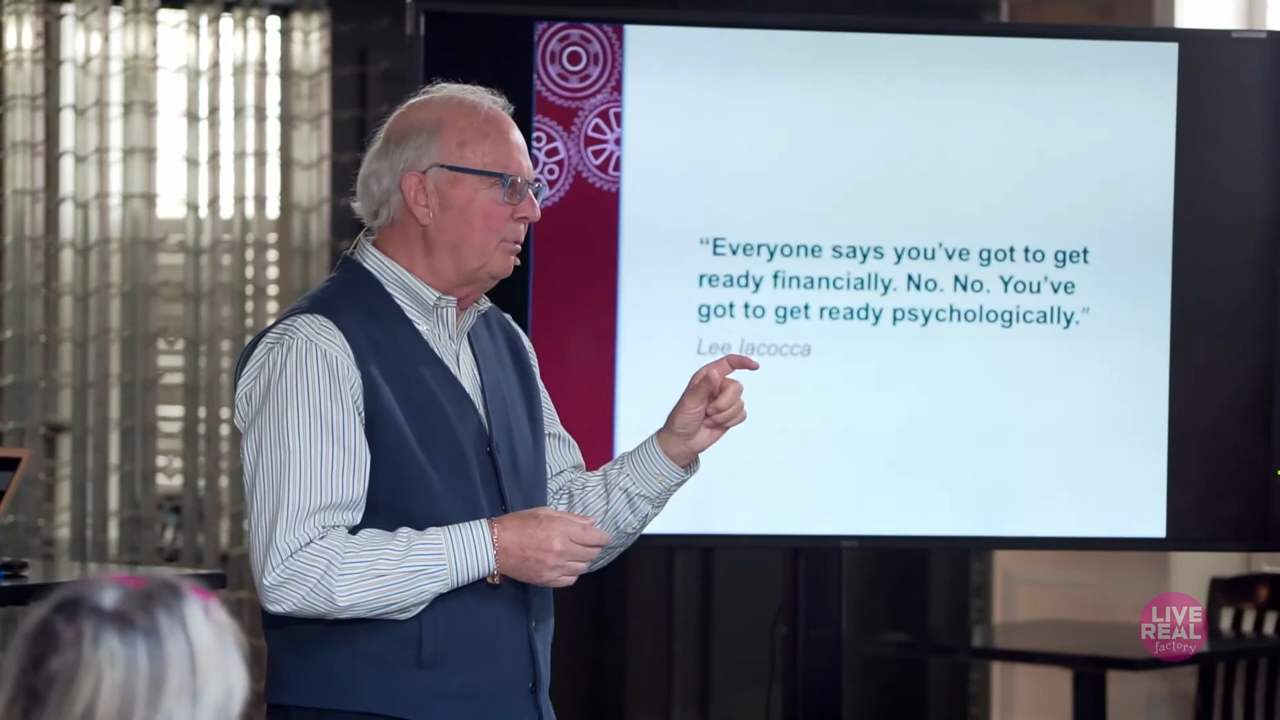 “Everyone says you’ve got to get
ready financially. No. No. You’ve
got to get ready psychologically.”
Lee Iacocca
LIVE
REAL
factory